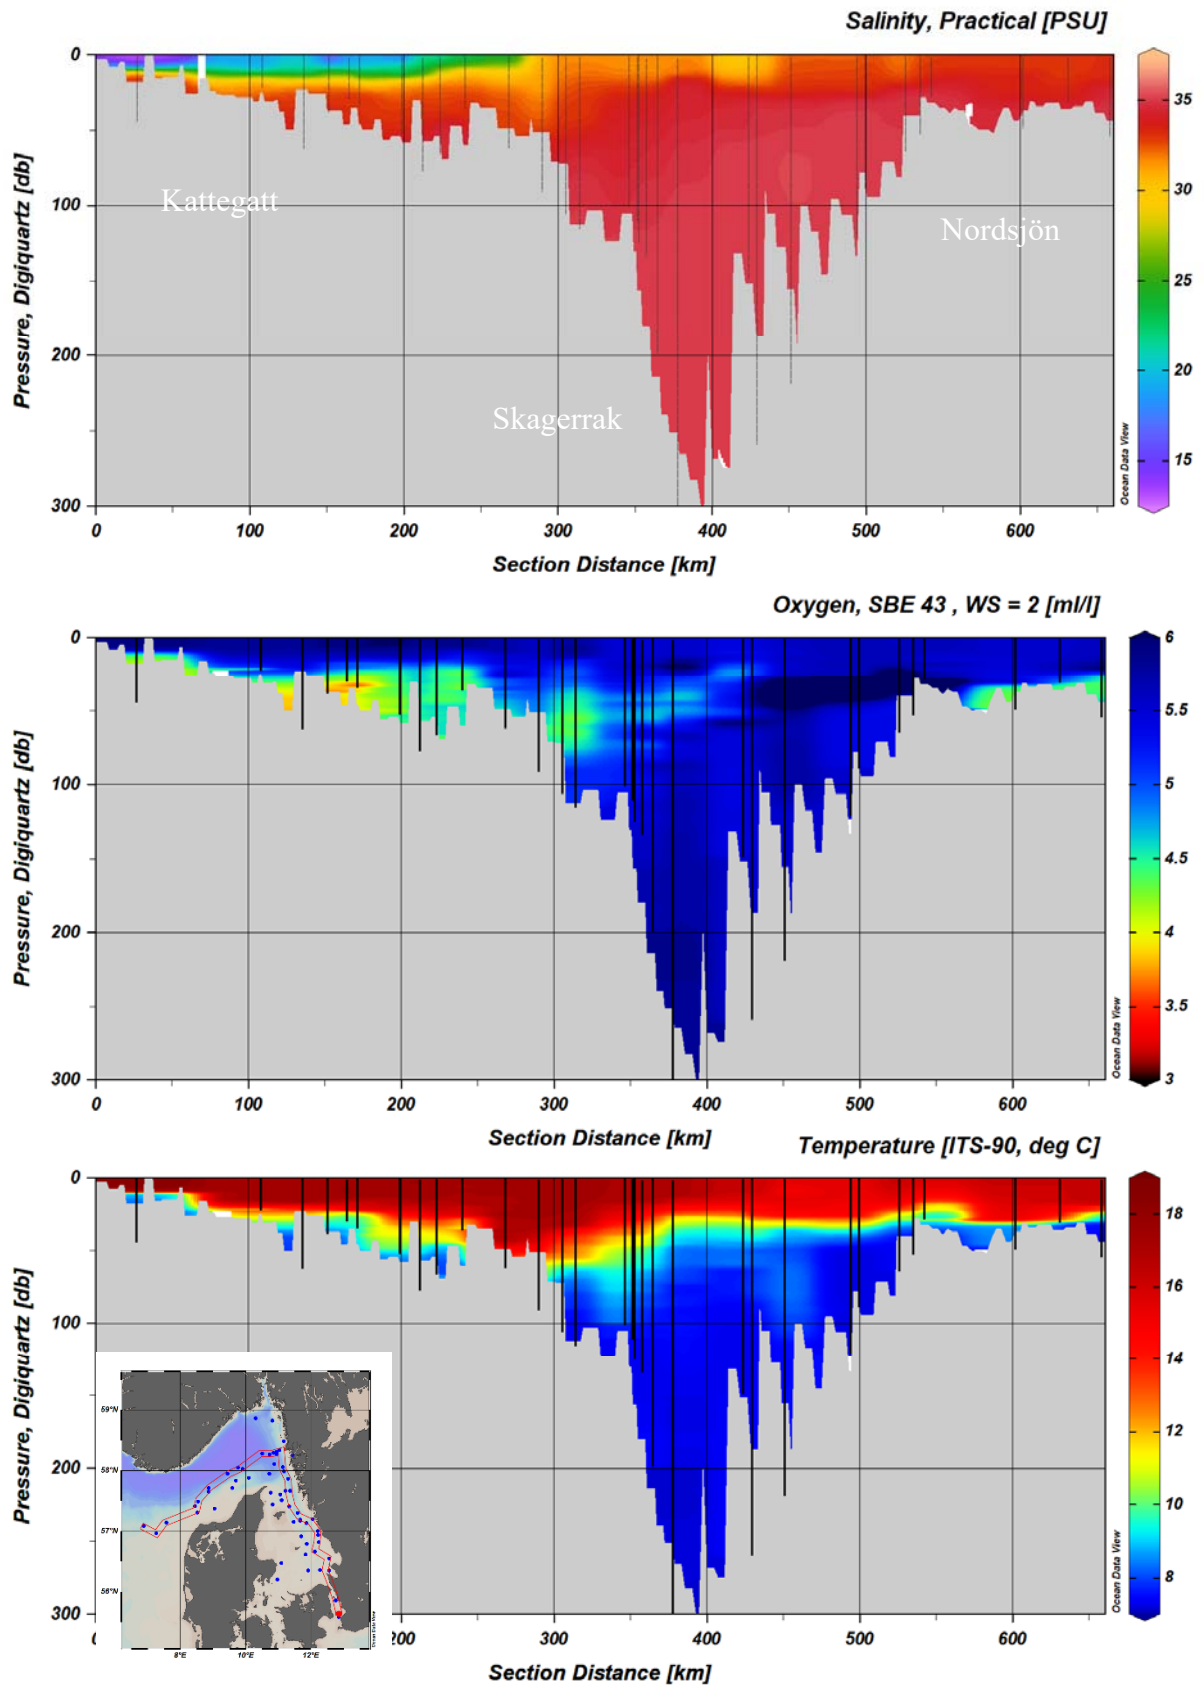 Salinity, Practical [PSU]
0
100
200
300
Pressure, Digiquartz [db]
Kattegatt
Skagerrak
Nordsjön
35
30
25
20
15
Ocean Data View
0 100 200 300 400 500 600
Section Distance [km]
Oxygen, SBE 43 , WS = 2 [ml/l]
0
100
200
300
Pressure, Digiquartz [db]
6
5.5
5
4.5
4
3.5
3
Ocean Data View
0 100 200 300 400 500 600
Section Distance [km]
Temperature [ITS-90, deg C]
0
100
200
300
Pressure, Digiquartz [db]
18
16
14
12
10
8
Ocean Data View
59°N
58°N
57°N
56°N
8°E 10°E 12°E
Ocean Data View
200 300 400 500 600
Section Distance [km]